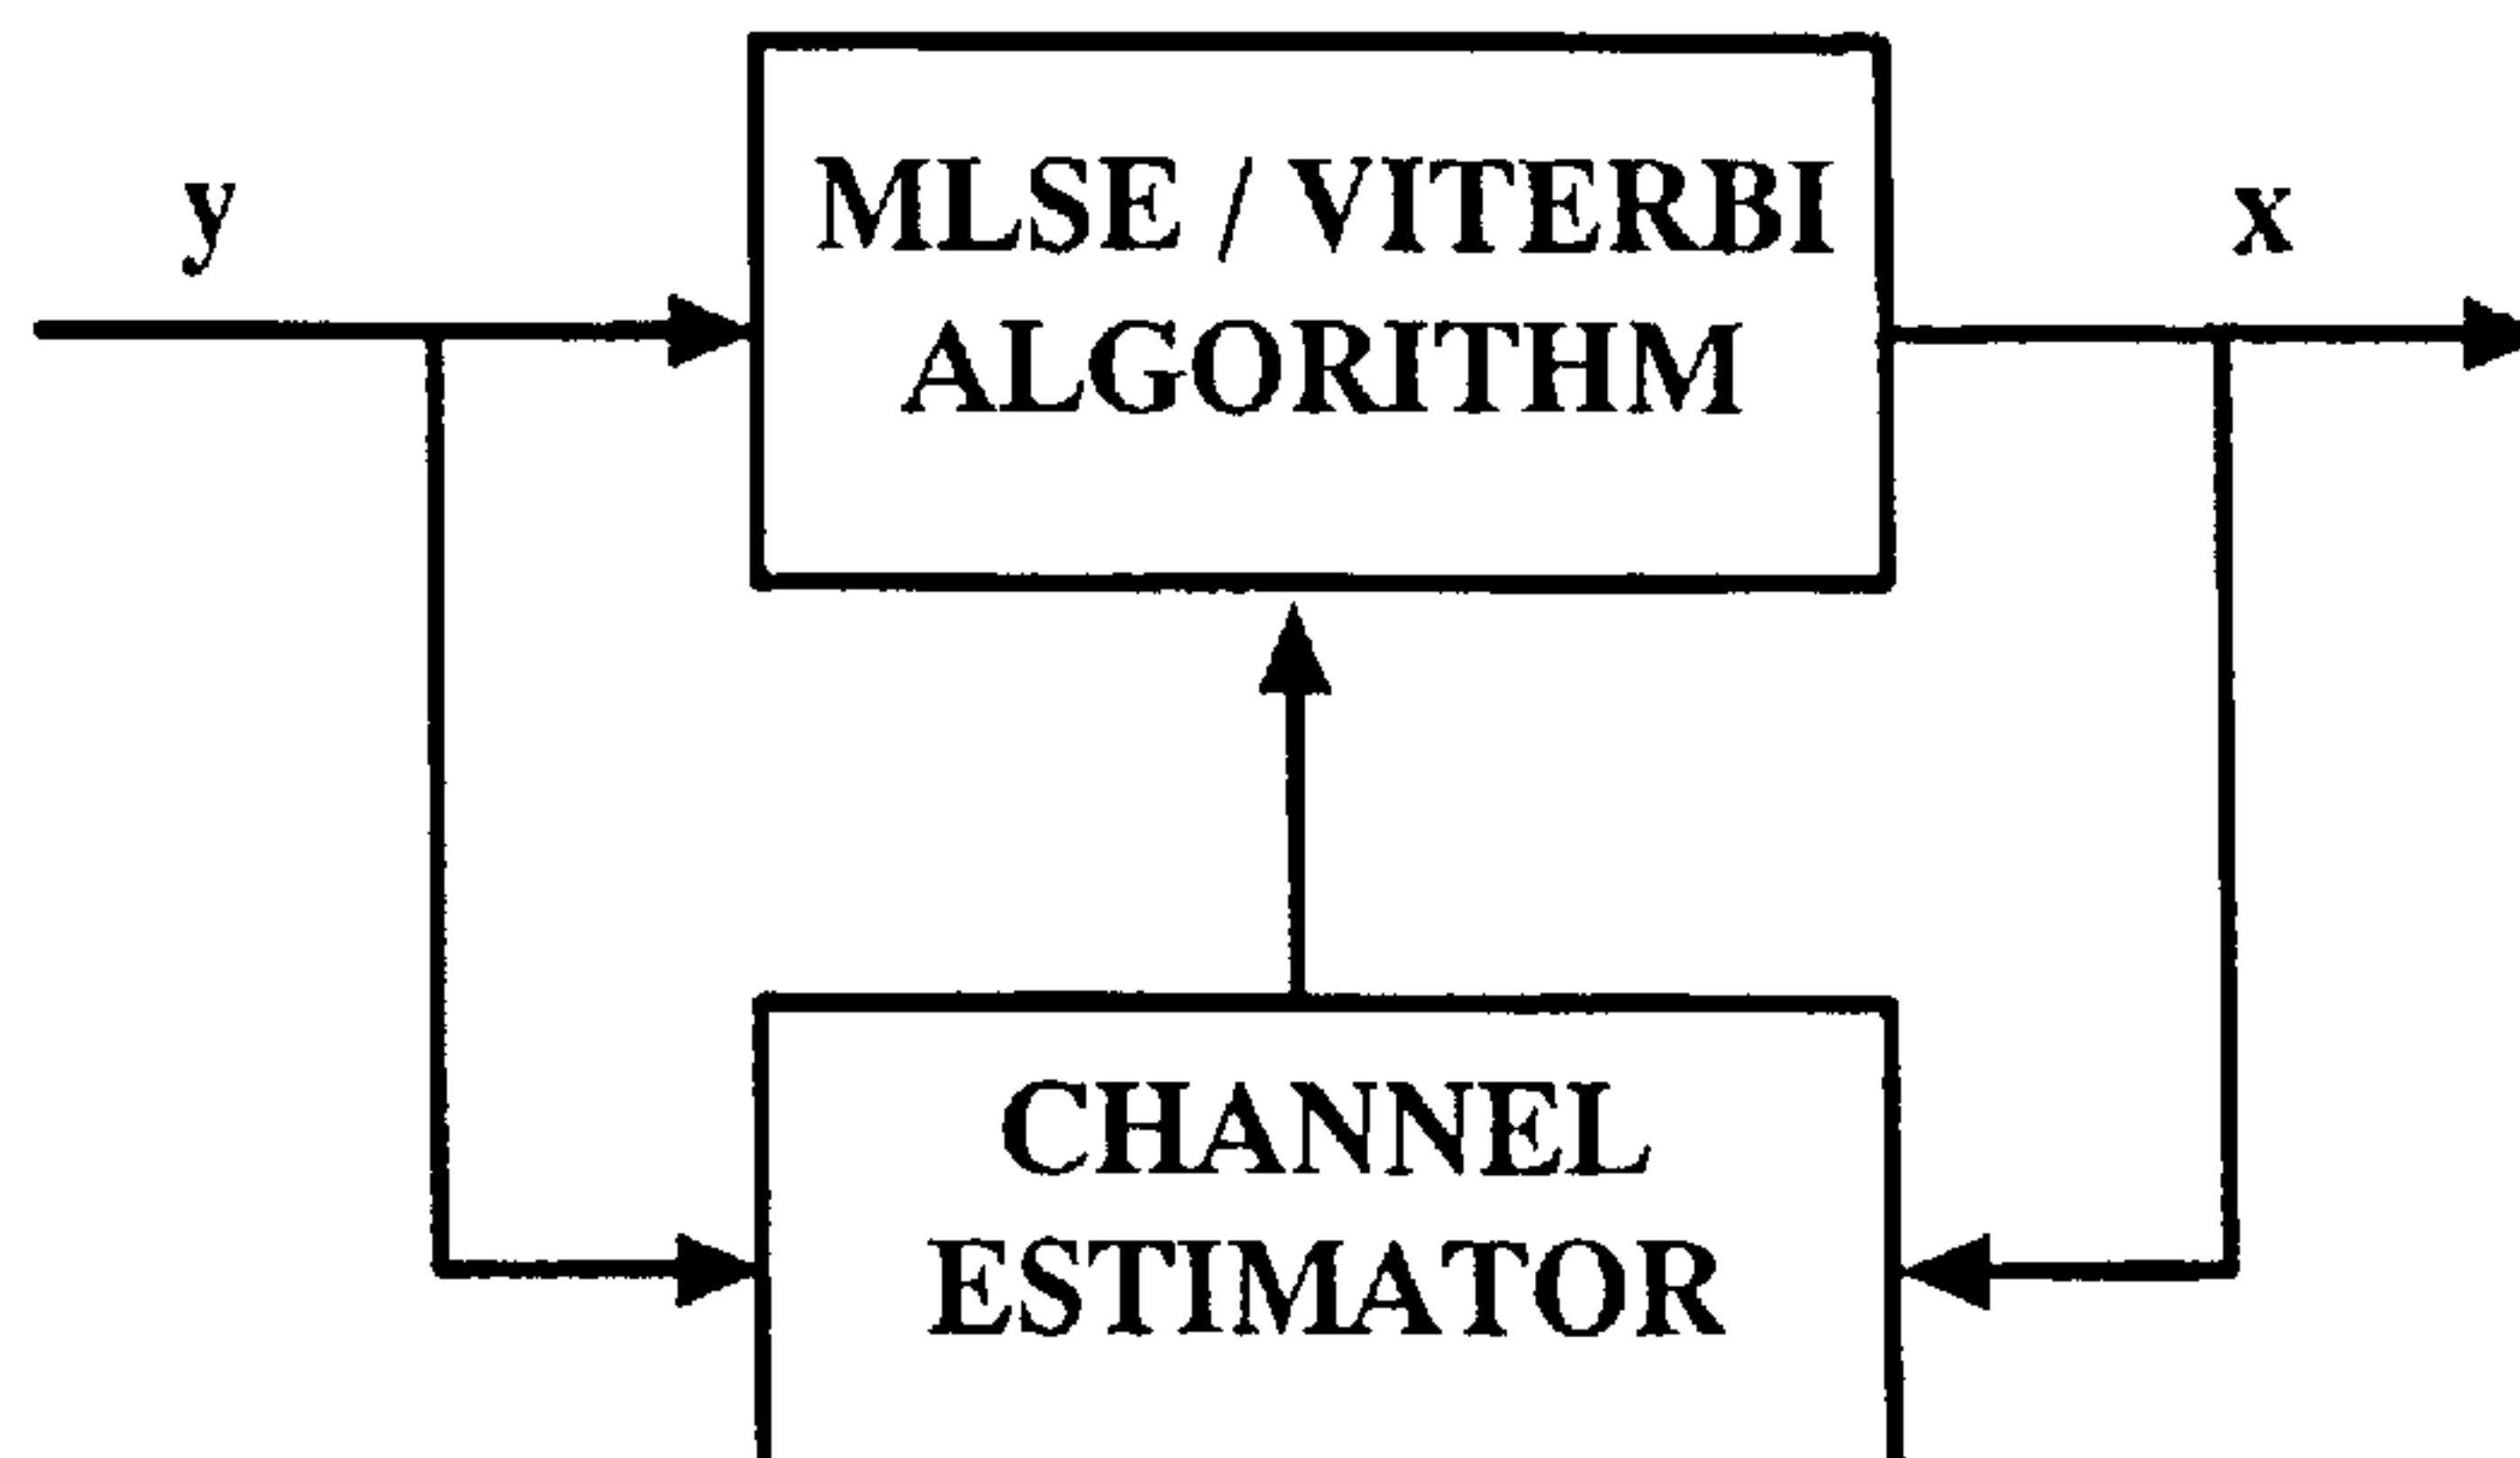 y
MLSE / VITERBI
ALGORITHM
x
CHANNEL
ESTIMATOR